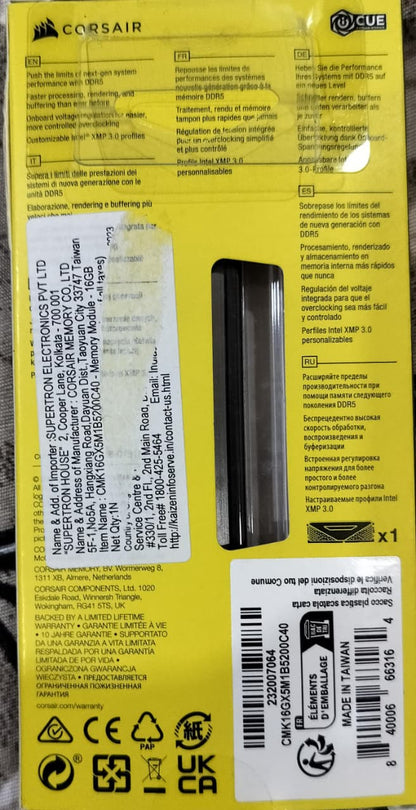 CORSAIR
iCUE
EN
Push the limits of next-gen system
performance with DDR5
Faster processing, rendering, and
buffering than ever before
Onboard voltage regulation for easier,
more controlled overclocking
Customizable Intel® XMP 3.0 profiles
FR
Repousse les limites des
performances des systèmes
nouvelle génération grâce à la
mémoire DDR5
Traitement, rendu et mémoire
tampon plus rapides que jamais
Régulation de tension intégrée
pour un overclocking simplifié
et plus contrôlé
Profils Intel XMP 3.0
personnalisables
DE
Heben Sie die Performance
Ihres Systems mit DDR5 auf
ein neues Level
rendern, buffern
verarbeiten als
je zuvor
Einfache, kontrollierte
Übertaktung dank Onboard-
Spannungsregelung
Intel
3.0-Profile
IT
Supera i limiti delle prestazioni dei
sistemi di nuova generazione con le
unità DDR5
Elaborazione, rendering e buffering più
ES
Sobrepase los límites del
rendimiento de los sistemas
de nueva generación con
DDR5
Procesamiento, renderizado
y almacenamiento en
memoria interna más rápidos
que nunca
Regulación del voltaje
integrada para que el
overclocking sea más fácil
y controlado
Perfiles Intel XMP 3.0
personalizables
RU
Расширяйте пределы
производительности при
помощи памяти следующего
поколения DDR5
Беспрецедентно высокая
скорость обработки,
воспроизведения и
буферизации
Встроенная регулировка
напряжения для более
простого и более
контролируемого разгона
Настраиваемые профили Intel
XMP 3.0
x1
Name & Add of Importer :SUPERTRON ELECTRONICS PVT LTD
"SUPERTRON HOUSE" 2, Cooper Lane, Kolkata - 700 001
Name & Add of Manufacturer : CORSAIR MEMORY CO, LTD
5F-1,No5A, Hengxiang Road,Dayuan Dist, Taoyuan City 33747 Taiwan
Item Name : CMK16GX5M1B5200C40 - Memory Module - 16GB
Net Qty:1N
all taxes)
2023
Service Centre &
#330/1, 2nd Fl., 2nd Main Road,
Toll Free# 1800-425-5464 Email:
http://kaizeninfoserve.in/contact-us.html
CORSAIR MEMORY, BV. Wormerweg 8,
1311 XB, Almere, Netherlands
CORSAIR COMPONENTS, Ltd. 1020
Eskdale Road, Winnersh Triangle,
Wokingham, RG41 5TS, UK
BACKED BY A LIMITED LIFETIME
WARRANTY • GARANTIE LIMITÉE À VIE
• 10 JAHRE GARANTIE • SUPPORTATO
DA UNA GARANZIA A VITA LIMITATA
RESPALDADA POR UNA GARANTÍA
LIMITADA DE POR VIDA •
OGRANICZONA GWARANCJA
WIECZYSTA • ПРЕДОСТАВЛЯЕТСЯ
ОГРАНИЧЕННАЯ ПОЖИЗНЕННАЯ
ГАРАНТИЯ
corsair.com/warranty
CE
PAP
紙
UK
CA
Sacco plastica scatola carta
Raccolta differenziata
Verifica le disposizioni del tuo Comune
FR
ÉLÉMENTS
D'EMBALLAGE
BAC DE TRI
2320007064
CMK16GX5M1B5200C40
MADE IN TAIWAN
8 40006 66316 4